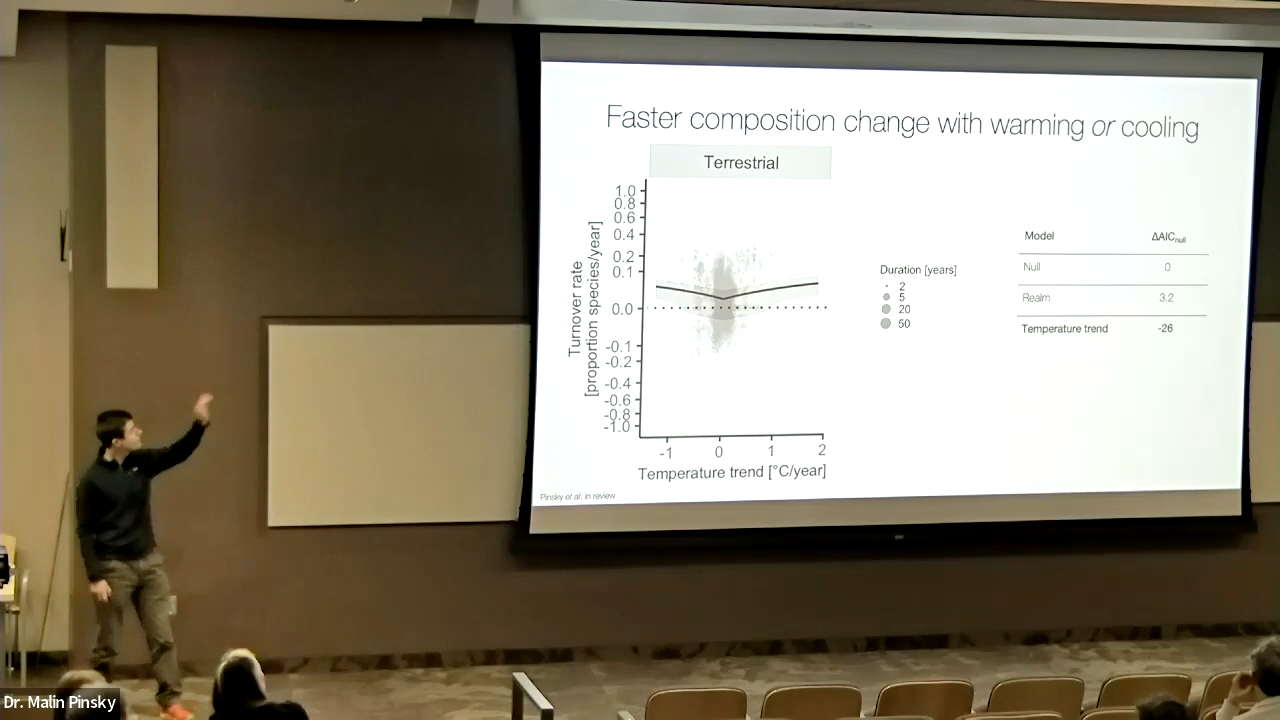 Faster composition change with warming or cooling
Terrestrial
Turnover rate
[proportion species/year]
1.0
0.8
0.6
0.4
0.2
0.1
0.0
-0.1
-0.2
-0.4
-0.6
-0.8
-1.0
-1 0 1 2
Temperature trend [°C/year]
Duration [years]
2
5
20
50
Model ΔAICnull
Null 0
Realm 3.2
Temperature trend -26
Pinsky et al. in review
Dr. Malin Pinsky